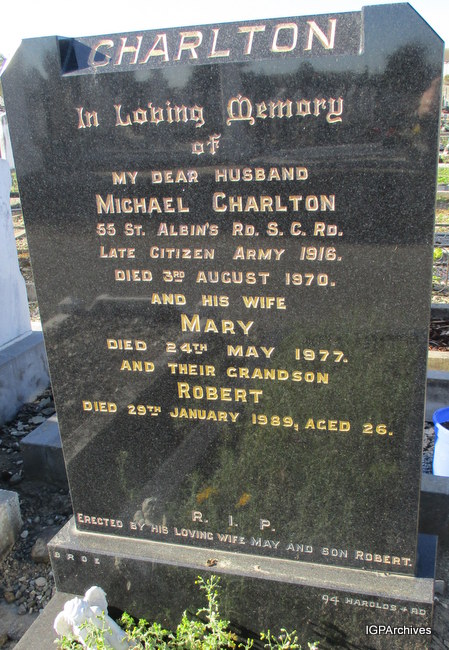 CHARLTON
In Loving Memory
of
MY DEAR HUSBAND
MICHAEL CHARLTON
55 ST. ALBIN'S RD. S. C. RD.
LATE CITIZEN ARMY 1916.
DIED 3RD AUGUST 1970.
AND HIS WIFE
MARY
DIED 24TH MAY 1977.
AND THEIR GRANDSON
ROBERT
DIED 29TH JANUARY 1989, AGED 26.
R. I. P.
ERECTED BY HIS LOVING WIFE MAY AND SON ROBERT.
94 HAROLDS + RD
IGPArchives